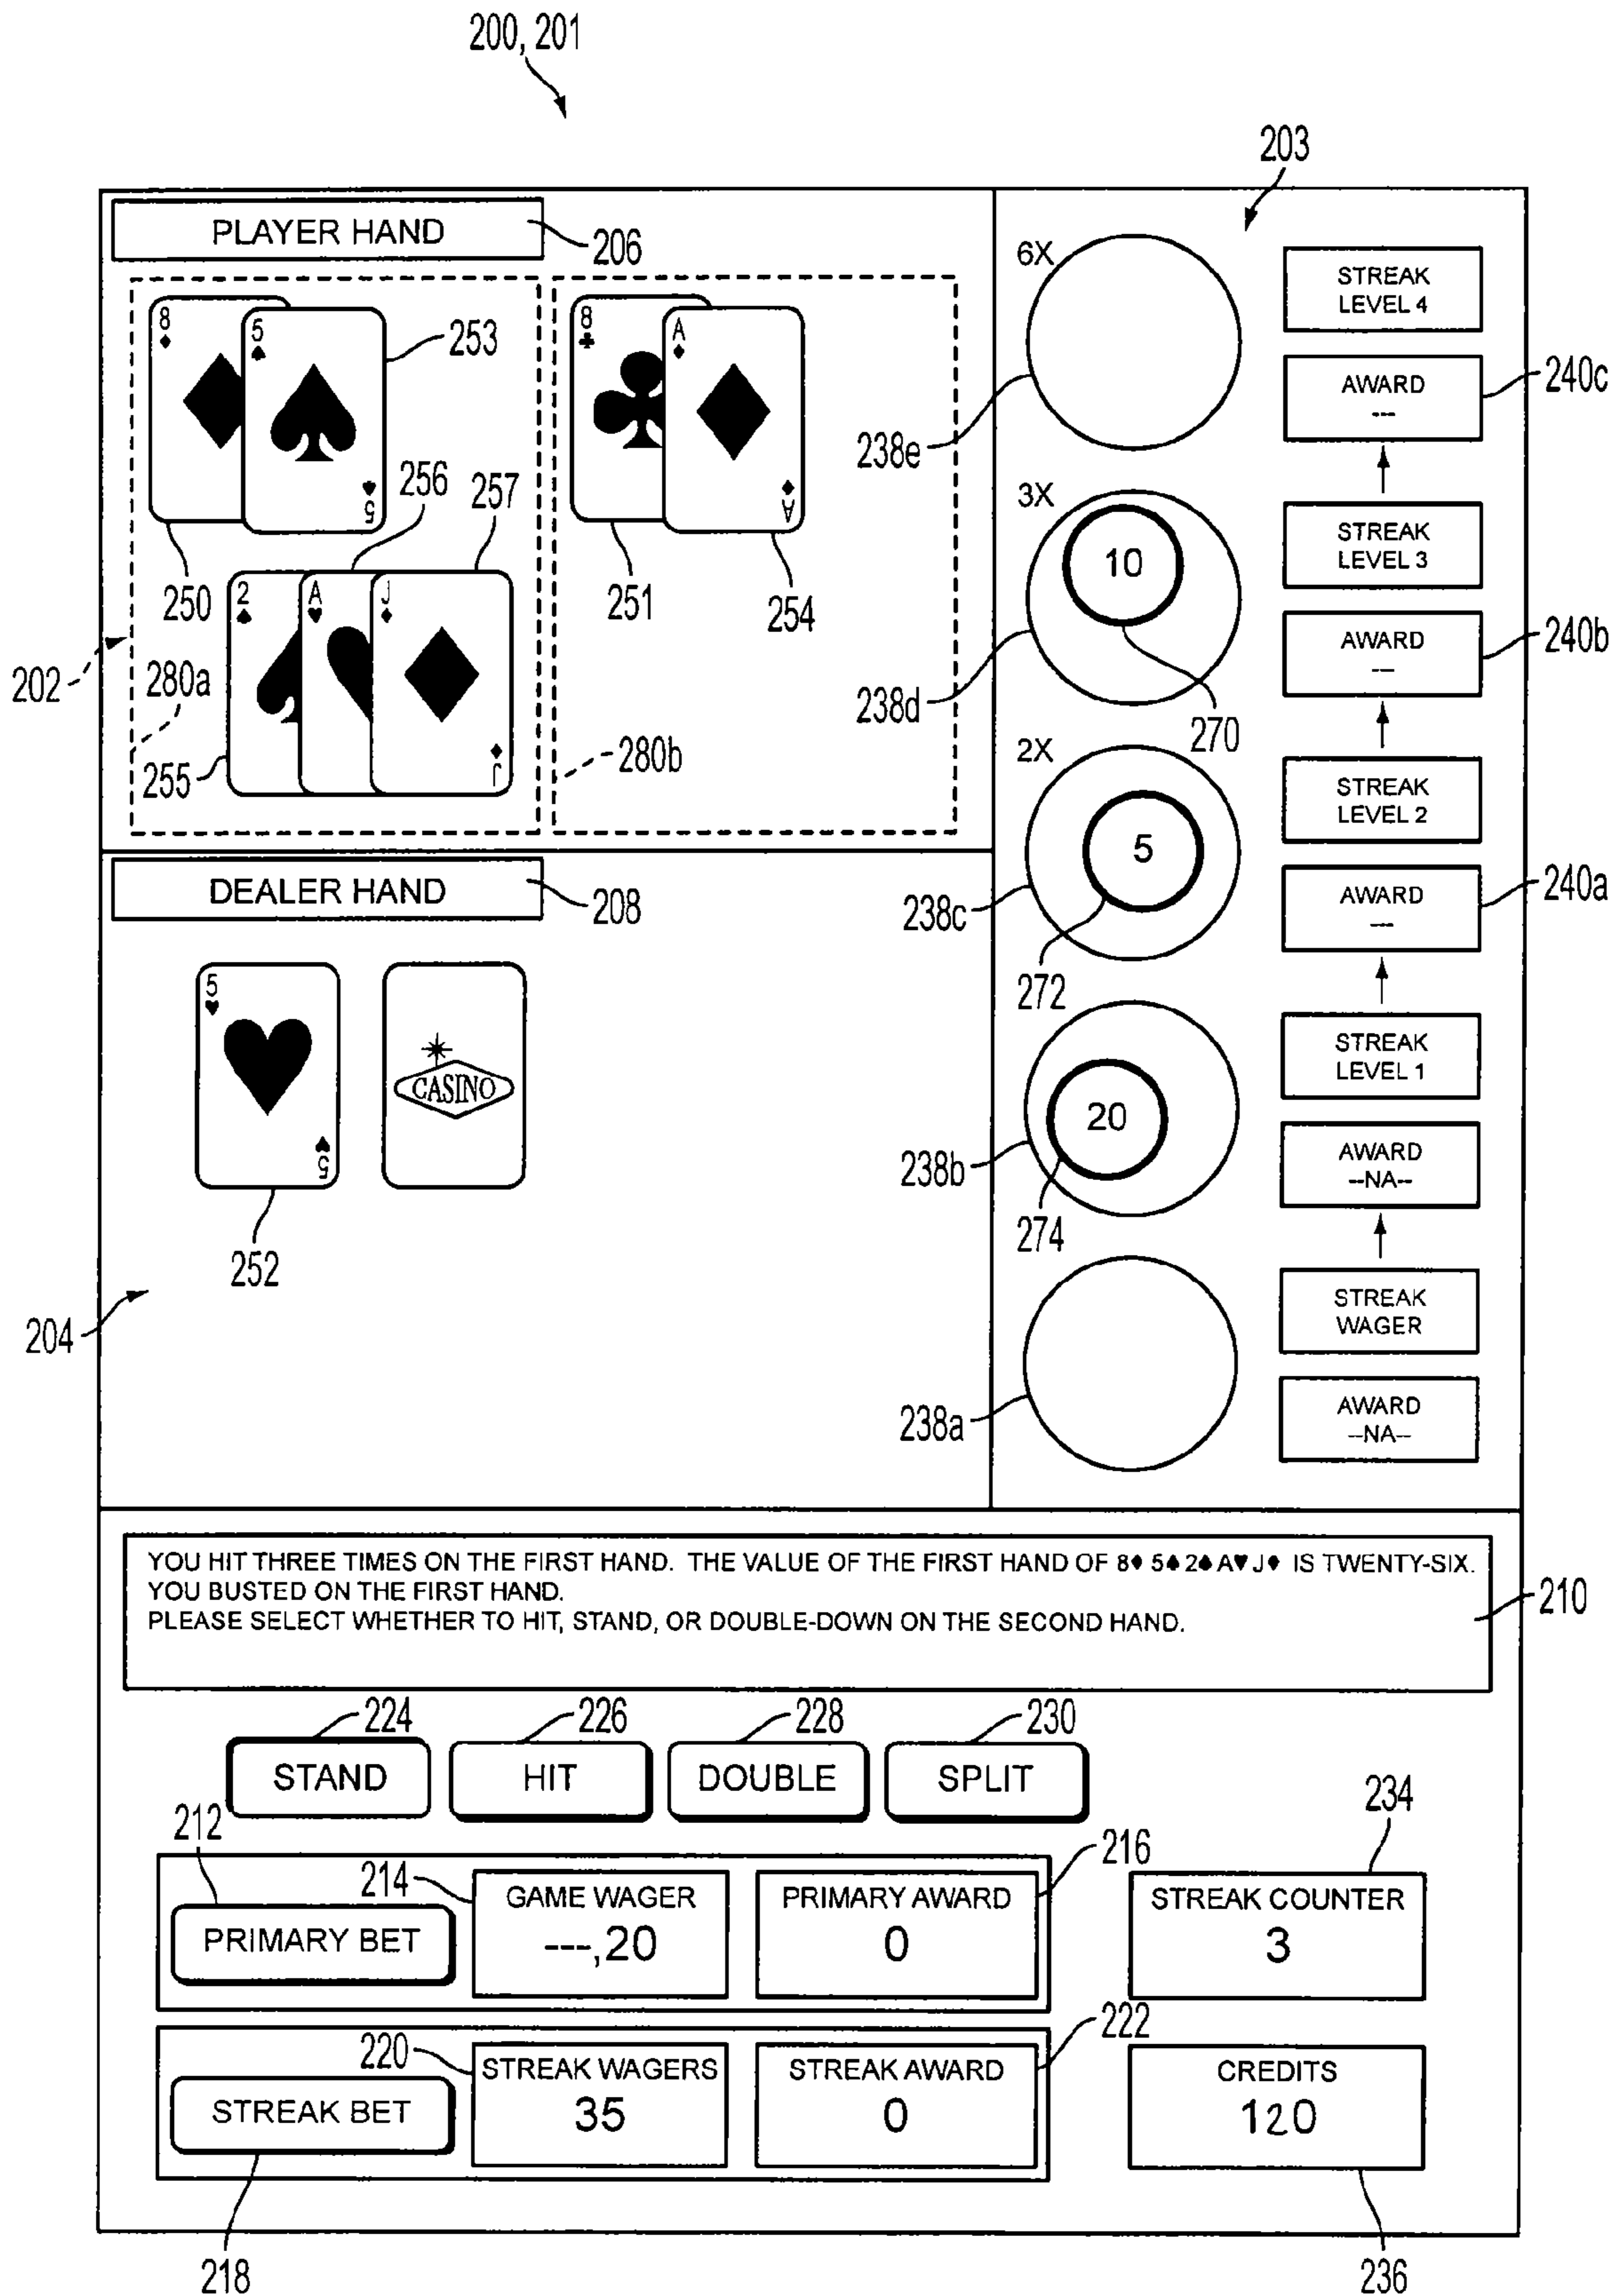 200, 201
203
PLAYER HAND
206
8♦
5♠
5♠
253
8♣
A♦
A♦
250
256
257
251
254
2♠
A♥
J♦
J♦
202
280a
255
280b
6X
238e
STREAK
LEVEL 4
AWARD
---
240c
3X
10
238d
270
STREAK
LEVEL 3
AWARD
---
240b
2X
5
238c
272
STREAK
LEVEL 2
AWARD
---
240a
DEALER HAND
208
5♥
5♥
CASINO
252
204
20
238b
274
STREAK
LEVEL 1
AWARD
--NA--
238a
STREAK
WAGER
AWARD
--NA--
YOU HIT THREE TIMES ON THE FIRST HAND. THE VALUE OF THE FIRST HAND OF 8♦ 5♠ 2♠ A♥ J♦ IS TWENTY-SIX.
YOU BUSTED ON THE FIRST HAND.
PLEASE SELECT WHETHER TO HIT, STAND, OR DOUBLE-DOWN ON THE SECOND HAND.
210
224
226
228
230
STAND
HIT
DOUBLE
SPLIT
212
214
216
234
PRIMARY BET
GAME WAGER
---,20
PRIMARY AWARD
0
STREAK COUNTER
3
220
222
STREAK BET
STREAK WAGERS
35
STREAK AWARD
0
CREDITS
120
218
236